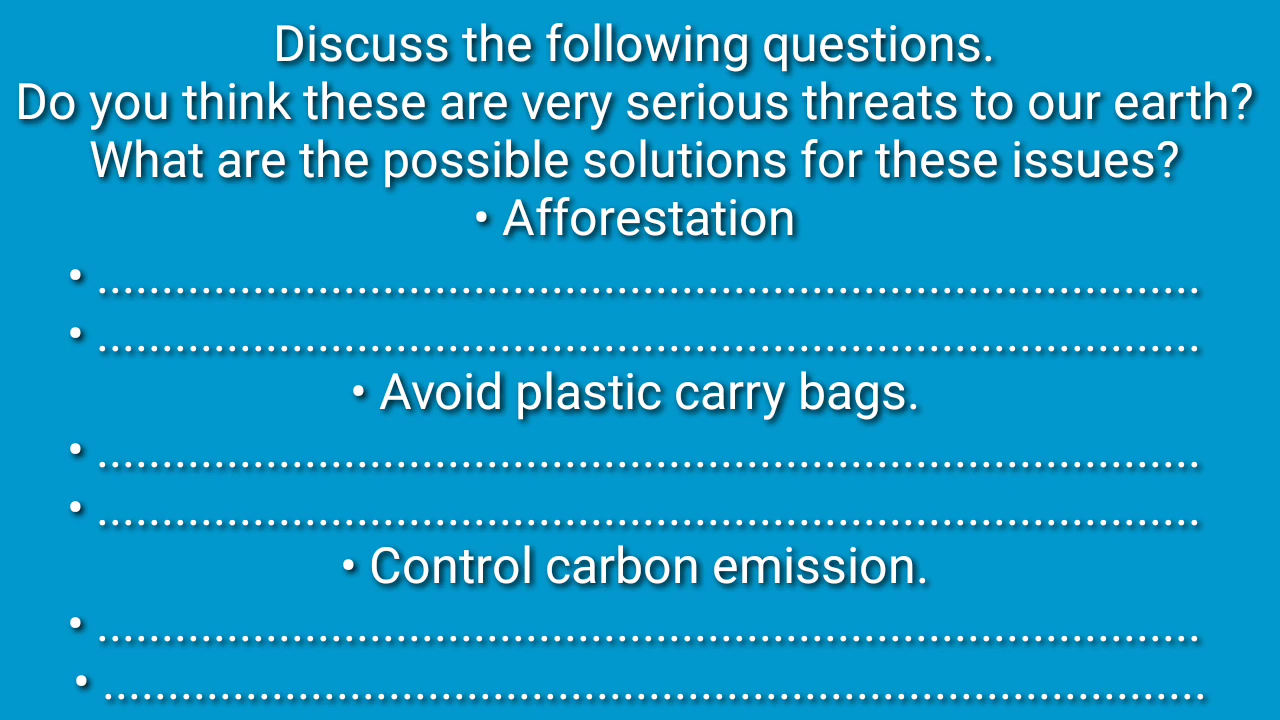 Discuss the following questions.
Do you think these are very serious threats to our earth?
What are the possible solutions for these issues?
• Afforestation
• .....................................................................................
• .....................................................................................
• Avoid plastic carry bags.
• .....................................................................................
• .....................................................................................
• Control carbon emission.
• .....................................................................................
• .....................................................................................